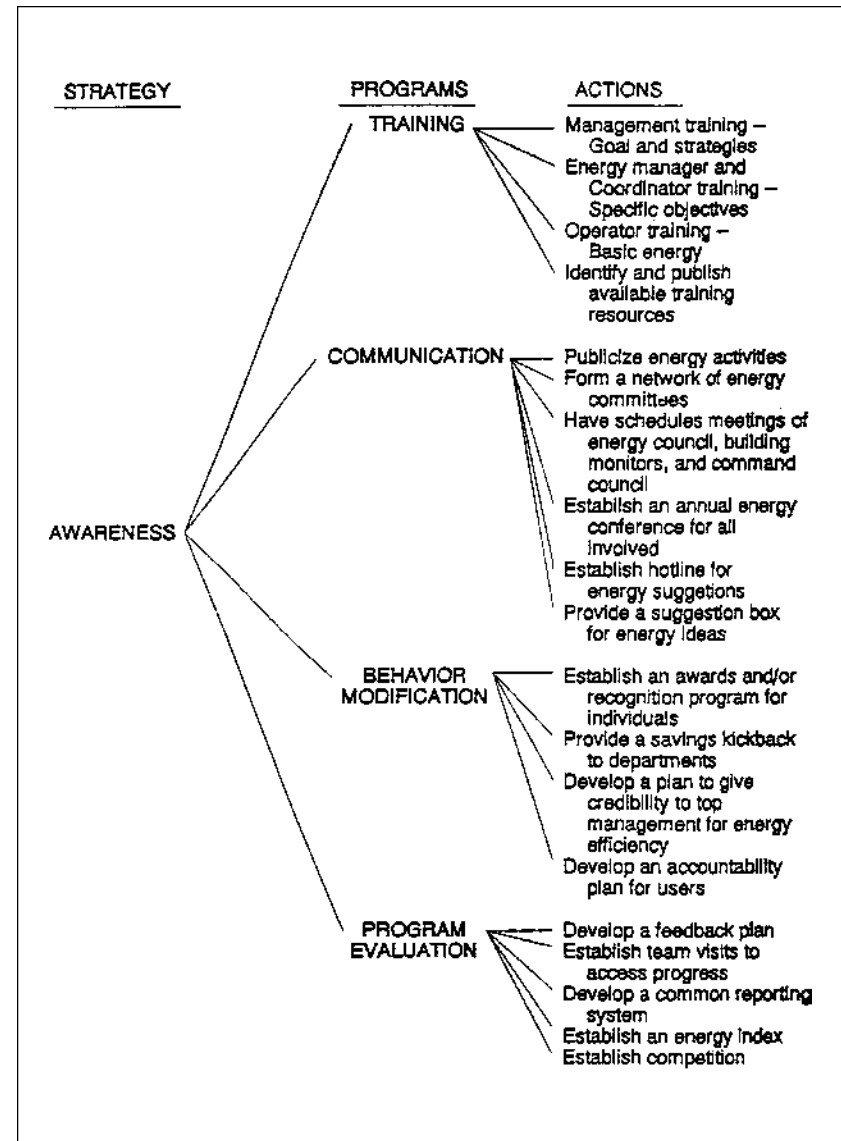 STRATEGY
PROGRAMS
ACTIONS
TRAINING
Management training –
Goal and strategies
Energy manager and
Coordinator training –
Specific objectives
Operator training –
Basic energy
Identify and publish
available training
resources
COMMUNICATION
Publicize energy activities
Form a network of energy
committees
Have schedules meetings of
energy council, building
monitors, and command
council
Establish an annual energy
conference for all
involved
Establish hotline for
energy suggetions
Provide a suggestion box
for energy ideas
AWARENESS
BEHAVIOR
MODIFICATION
Establish an awards and/or
recognition program for
individuals
Provide a savings kickback
to departments
Develop a plan to give
credibility to top
management for energy
efficiency
Develop an accountability
plan for users
PROGRAM
EVALUATION
Develop a feedback plan
Establish team visits to
access progress
Develop a common reporting
system
Establish an energy index
Establish competition